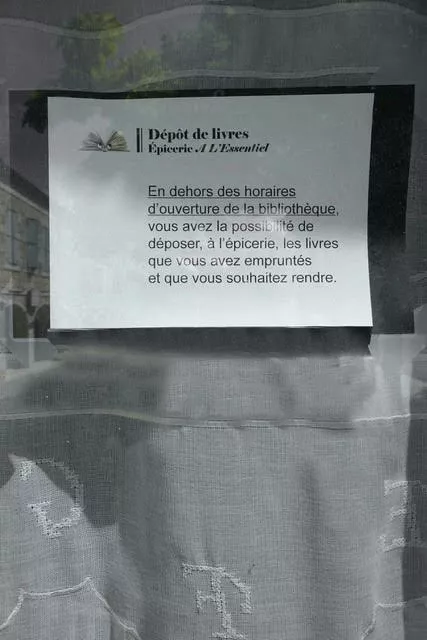 Dépôt de livres
Épicerie A L'Essentiel
En dehors des horaires
d'ouverture de la bibliothèque,
vous avez la possibilité de
déposer, à l'épicerie, les livres
que vous avez empruntés
et que vous souhaitez rendre.